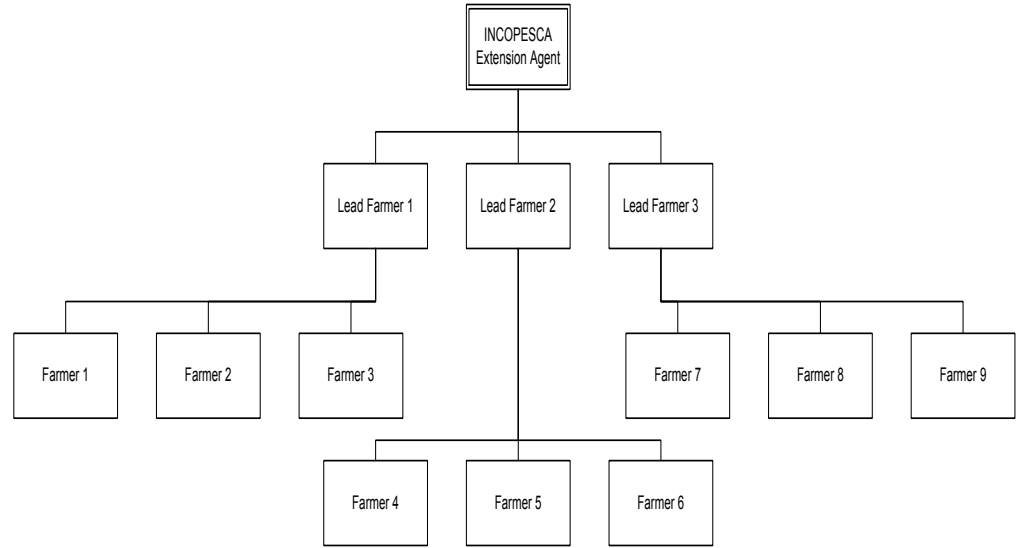 INCOPESCA
Extension Agent
Lead Farmer 1
Lead Farmer 2
Lead Farmer 3
Farmer 1
Farmer 2
Farmer 3
Farmer 7
Farmer 8
Farmer 9
Farmer 4
Farmer 5
Farmer 6